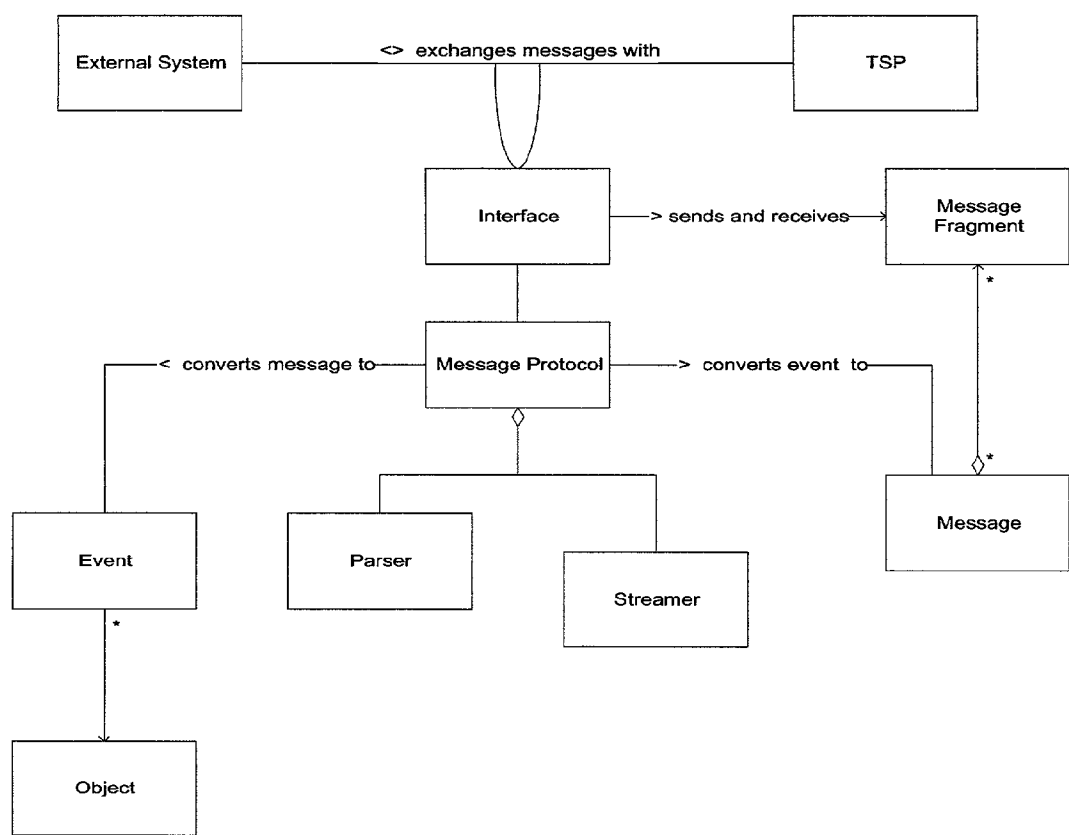 External System
<> exchanges messages with
TSP
Interface
> sends and receives
Message
Fragment
*
< converts message to
Message Protocol
> converts event to
*
Message
Event
Parser
Streamer
*
Object